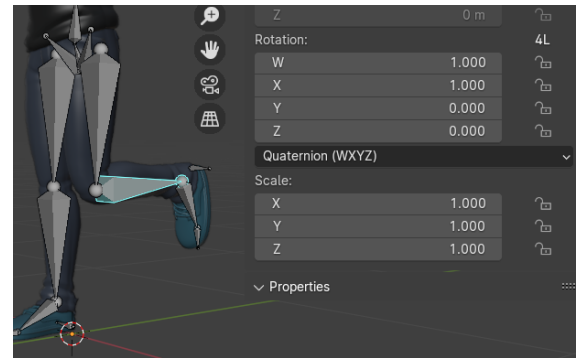 Z 0 m
Rotation: 4L
W 1.000
X 1.000
Y 0.000
Z 0.000
Quaternion (WXYZ)
Scale:
X 1.000
Y 1.000
Z 1.000
Properties